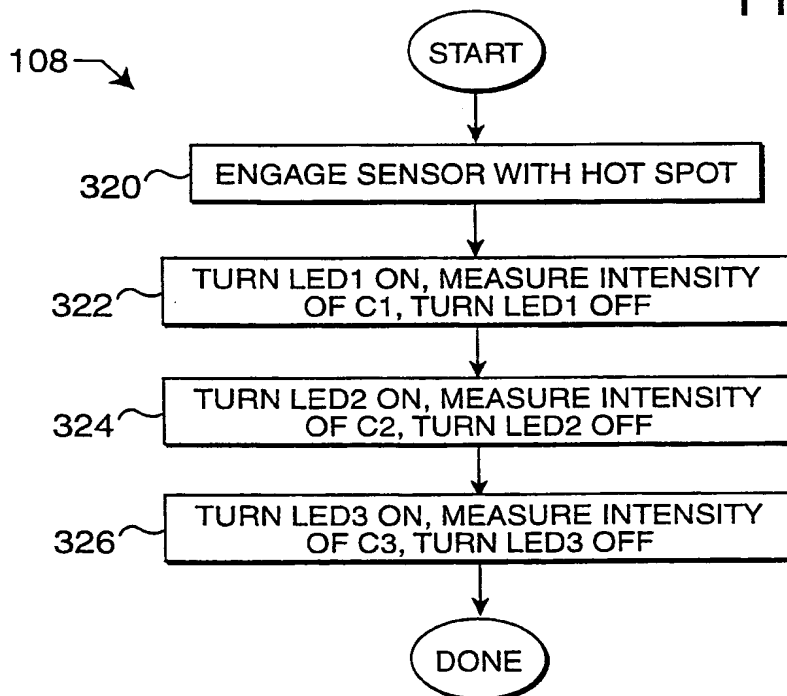 START
108
ENGAGE SENSOR WITH HOT SPOT
320
TURN LED1 ON, MEASURE INTENSITY
OF C1, TURN LED1 OFF
322
TURN LED2 ON, MEASURE INTENSITY
OF C2, TURN LED2 OFF
324
TURN LED3 ON, MEASURE INTENSITY
OF C3, TURN LED3 OFF
326
DONE